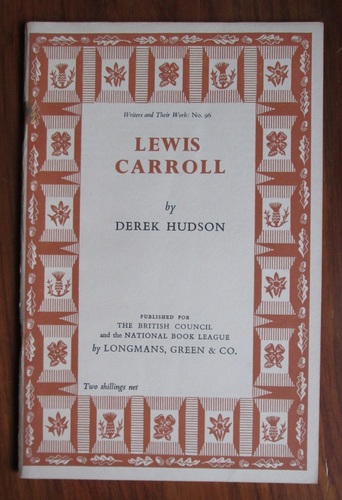 Writers and Their Work: No. 96
LEWIS
CARROLL
by
DEREK HUDSON
PUBLISHED FOR
THE BRITISH COUNCIL
and the NATIONAL BOOK LEAGUE
by LONGMANS, GREEN & CO.
Two shillings net